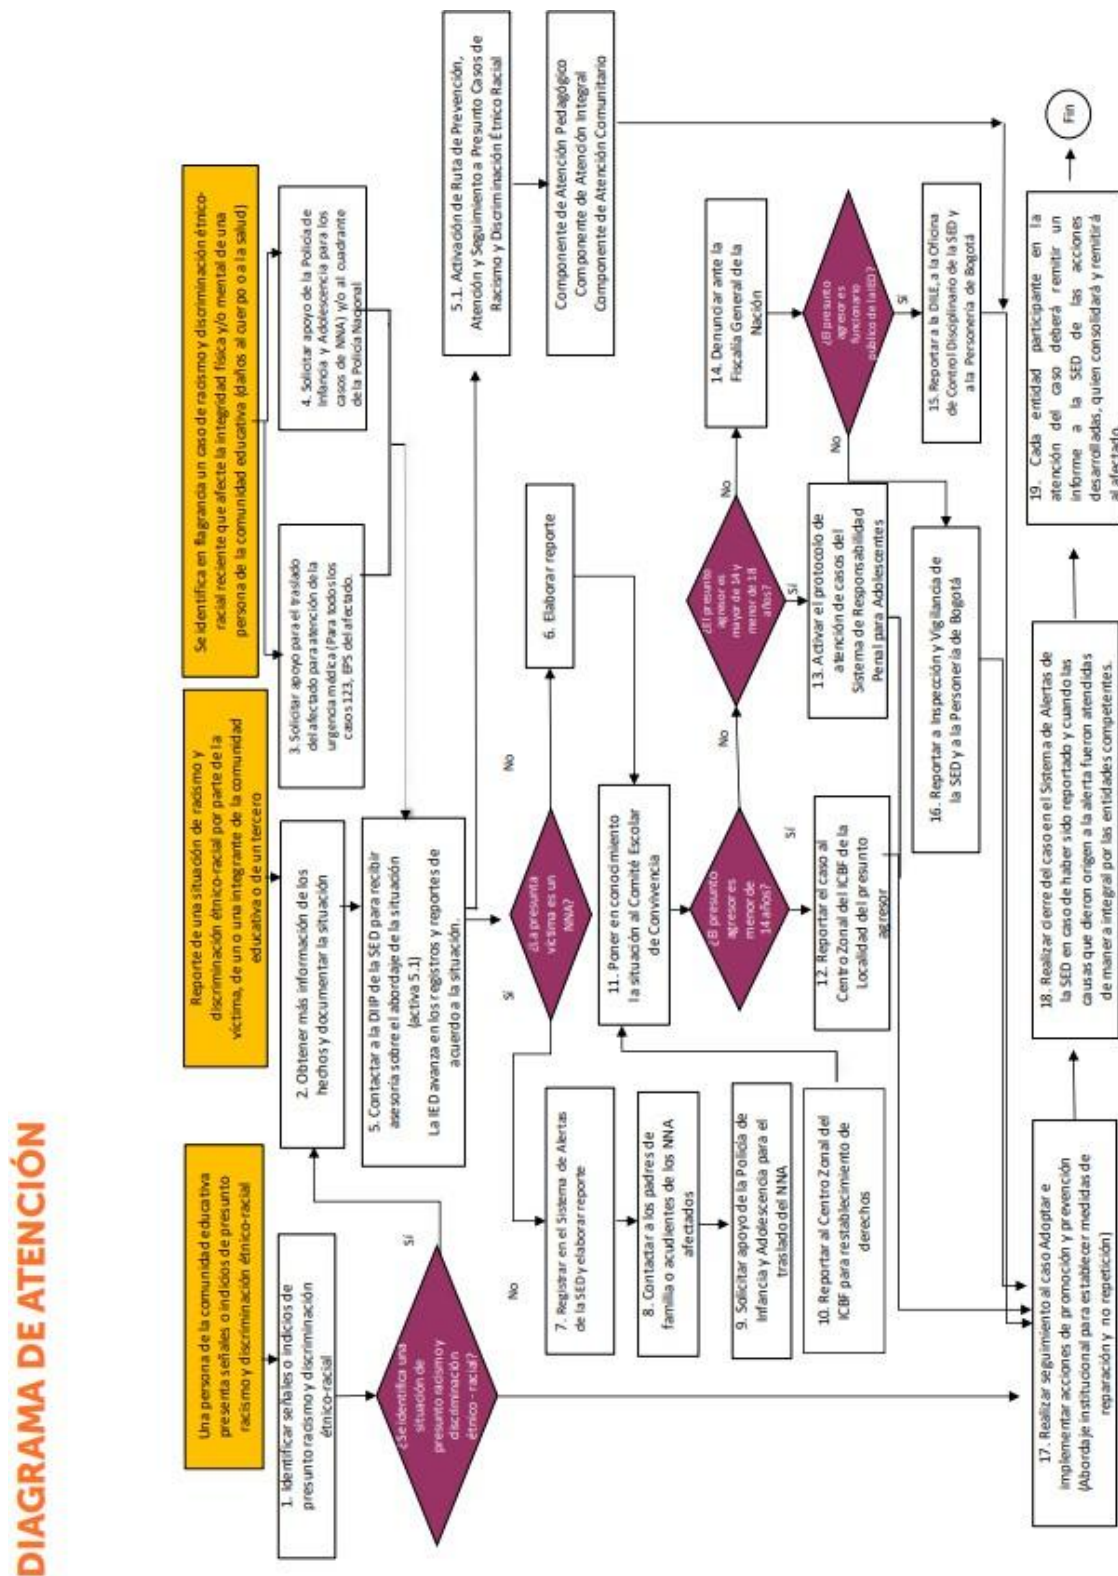 DIAGRAMA DE ATENCIÓN
Una persona de la comunidad educativa
presenta señales o indicios de presunto
racismo y discriminación étnico-racial
Reporte de una situación de racismo y
discriminación étnico-racial por parte de la
víctima, de un o una integrante de la comunidad
educativa o de un tercero
Se identifica en flagrancia un caso de racismo y discriminación étnico-
racial reciente que afecte la integridad física y/o mental de una
persona de la comunidad educativa (daños al cuerpo o a la salud)
1. Identificar señales o indicios de
presunto racismo y discriminación
étnico-racial
2. Obtener más información de los
hechos y documentar la situación
3. Solicitar apoyo para el traslado
del afectado para atención de la
urgencia médica (Para todos los
casos 123, EPS del afectado.
4. Solicitar apoyo de la Policía de
Infancia y Adolescencia para los
casos de NNA) y/o al cuadrante
de la Policía Nacional
¿Se identifica una
situación de
presunto racismo y
discriminación
étnico - racial?
Sí
No
5. Contactar a la DIIP de la SED para recibir
asesoría sobre el abordaje de la situación
(activa 5.1)
La IED avanza en los registros y reportes de
acuerdo a la situación.
5.1. Activación de Ruta de Prevención,
Atención y Seguimiento a Presunto Casos de
Racismo y Discriminación Étnico Racial
Componente de Atención Pedagógico
Componente de Atención Integral
Componente de Atención Comunitario
¿La presunta
víctima es un
NNA?
Sí
No
6. Elaborar reporte
7. Registrar en el Sistema de Alertas
de la SED y elaborar reporte
8. Contactar a los padres de
familia o acudientes de los NNA
afectados
9. Solicitar apoyo de la Policía de
Infancia y Adolescencia para el
traslado del NNA
10. Reportar al Centro Zonal del
ICBF para restablecimiento de
derechos
11. Poner en conocimiento
la situación al Comité Escolar
de Convivencia
¿El presunto
agresor es
menor de
14 años?
No
Sí
12. Reportar el caso al
Centro Zonal del ICBF de la
Localidad del presunto
agresor
¿El presunto
agresor es
mayor de 14 y
menor de 18
años?
No
Sí
13. Activar el protocolo de
atención de casos del
Sistema de Responsabilidad
Penal para Adolescentes
14. Denunciar ante la
Fiscalía General de la
Nación
¿El presunto
agresor es
funcionario
público de la IED?
No
Sí
15. Reportar a la DILE, a la Oficina
de Control Disciplinario de la SED y
a la Personería de Bogotá
16. Reportar a Inspección y Vigilancia de
la SED y a la Personería de Bogotá
17. Realizar seguimiento al caso Adoptar e
implementar acciones de promoción y prevención
(Abordaje institucional para establecer medidas de
reparación y no repetición)
18. Realizar cierre del caso en el Sistema de Alertas de
la SED en caso de haber sido reportado y cuando las
causas que dieron origen a la alerta fueron atendidas
de manera integral por las entidades competentes.
19. Cada entidad participante en la
atención del caso deberá remitir un
informe a la SED de las acciones
desarrolladas, quien consolidará y remitirá
al afectado
Fin